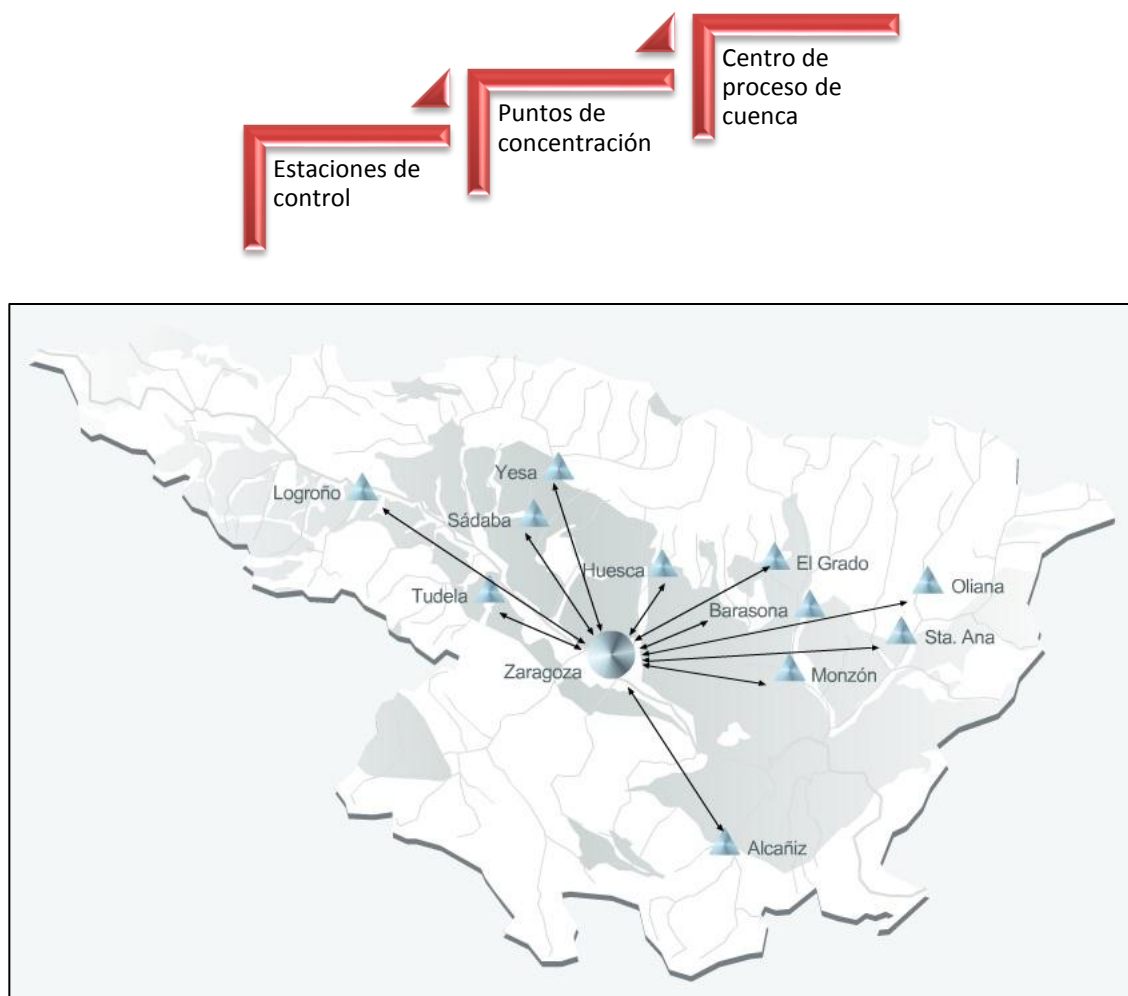 Centro de
proceso de
cuenca
Puntos de
concentración
Estaciones de
control
Yesa
Logroño
Sádaba
Huesca
El Grado
Tudela
Oliana
Barasona
Sta. Ana
Zaragoza
Monzón
Alcañiz